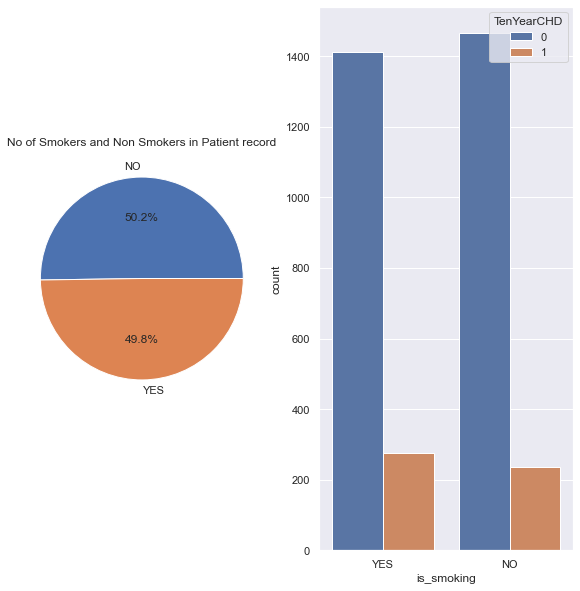 No of Smokers and Non Smokers in Patient record
NO
50.2%
49.8%
YES
TenYearCHD
0
1
1400
1200
1000
800
600
400
200
0
count
YES
NO
is_smoking